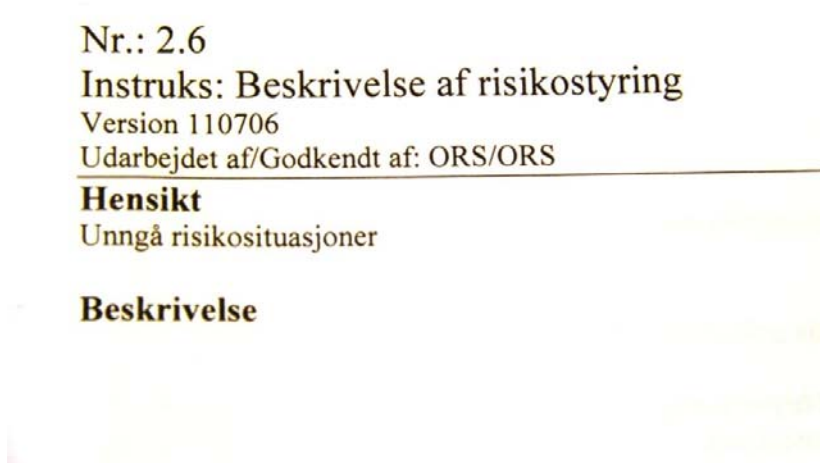 Nr.: 2.6
Instruks: Beskrivelse af risikostyring
Version 110706
Udarbejdet af/Godkendt af: ORS/ORS
Hensikt
Unngå risikosituasjoner
Beskrivelse